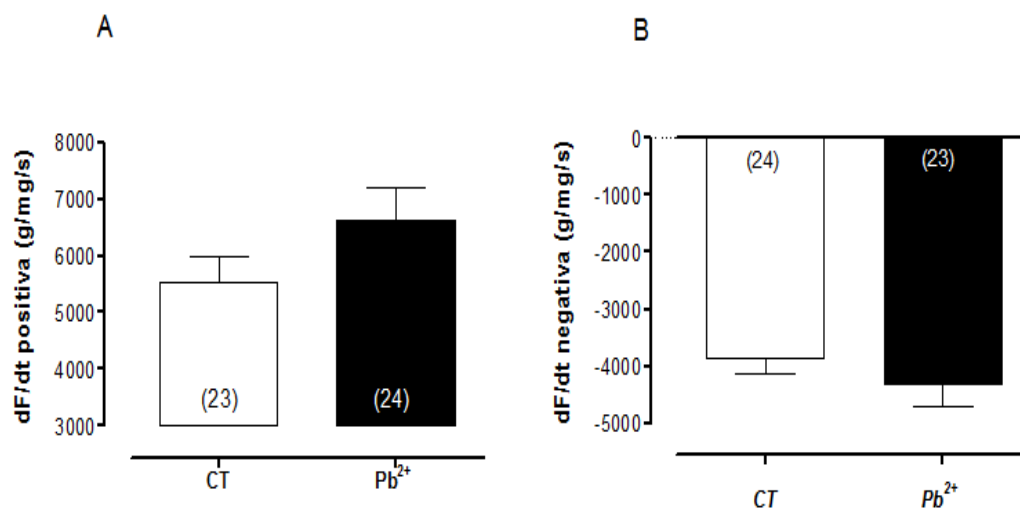 A
dF/dt positiva (g/mg/s)
8000
7000
6000
5000
4000
3000
(23)
(24)
CT
Pb²⁺
B
dF/dt negativa (g/mg/s)
0
-1000
-2000
-3000
-4000
-5000
(24)
(23)
CT
Pb²⁺